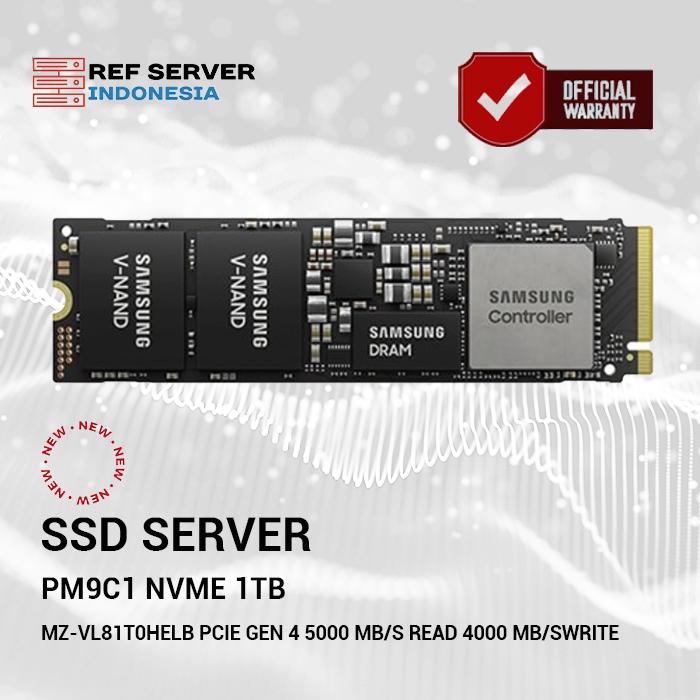 REF SERVER
INDONESIA
OFFICIAL
WARRANTY
SAMSUNG
V-NAND
SAMSUNG
V-NAND
SAMSUNG
DRAM
SAMSUNG
Controller
NEW • NEW • NEW • NEW • NEW •
SSD SERVER
PM9C1 NVME 1TB
MZ-VL81T0HELB PCIE GEN 4 5000 MB/S READ 4000 MB/SWRITE